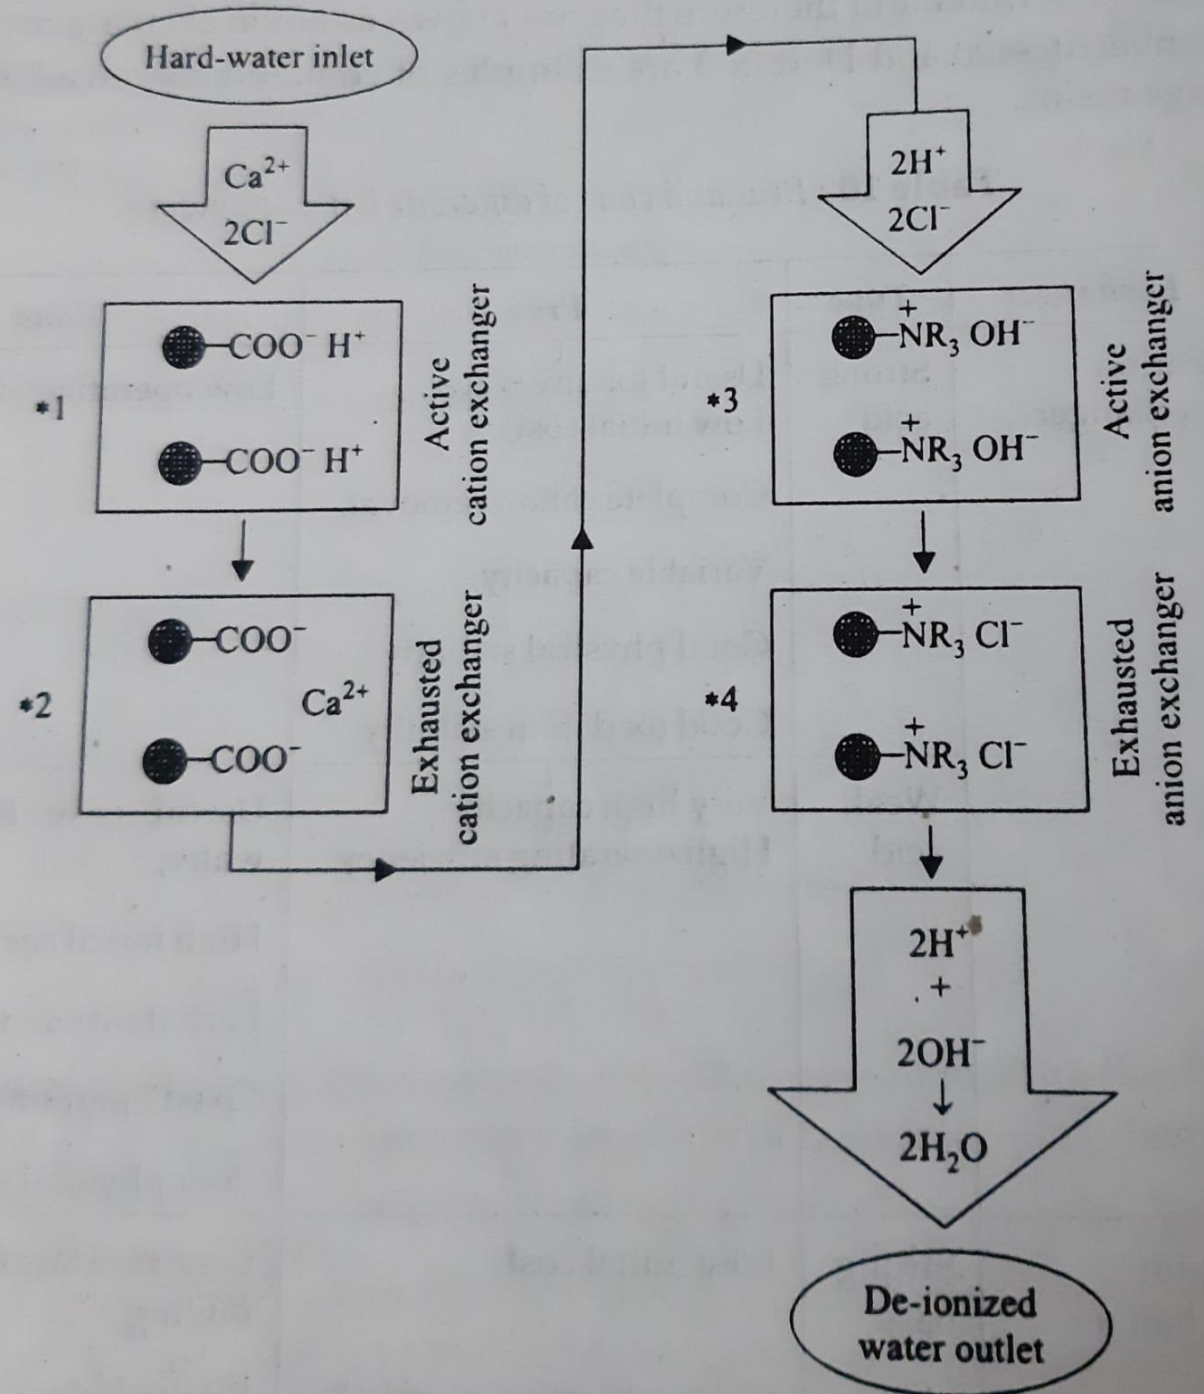 Hard-water inlet
Ca²⁺
2Cl⁻
*1
COO⁻ H⁺
COO⁻ H⁺
Active
cation exchanger
*2
COO⁻
Ca²⁺
COO⁻
Exhausted
cation exchanger
2H⁺
2Cl⁻
*3
+
NR₃ OH⁻
+
NR₃ OH⁻
Active
anion exchanger
*4
+
NR₃ Cl⁻
+
NR₃ Cl⁻
Exhausted
anion exchanger
2H⁺
+
2OH⁻
↓
2H₂O
De-ionized
water outlet